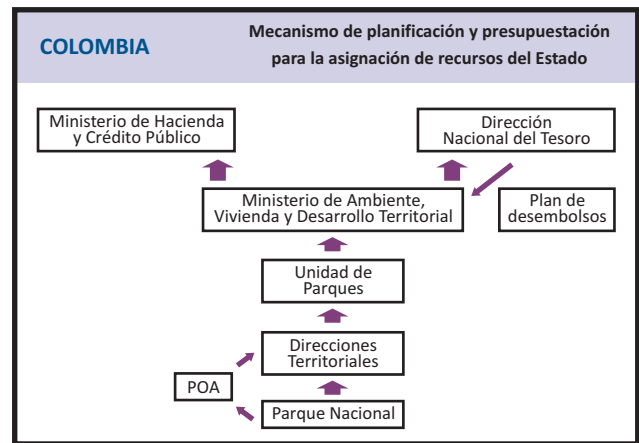 COLOMBIA
Mecanismo de planificación y presupuestación
para la asignación de recursos del Estado
Ministerio de Hacienda
y Crédito Público
Dirección
Nacional del Tesoro
Ministerio de Ambiente,
Vivienda y Desarrollo Territorial
Plan de
desembolsos
Unidad de
Parques
Direcciones
Territoriales
POA
Parque Nacional